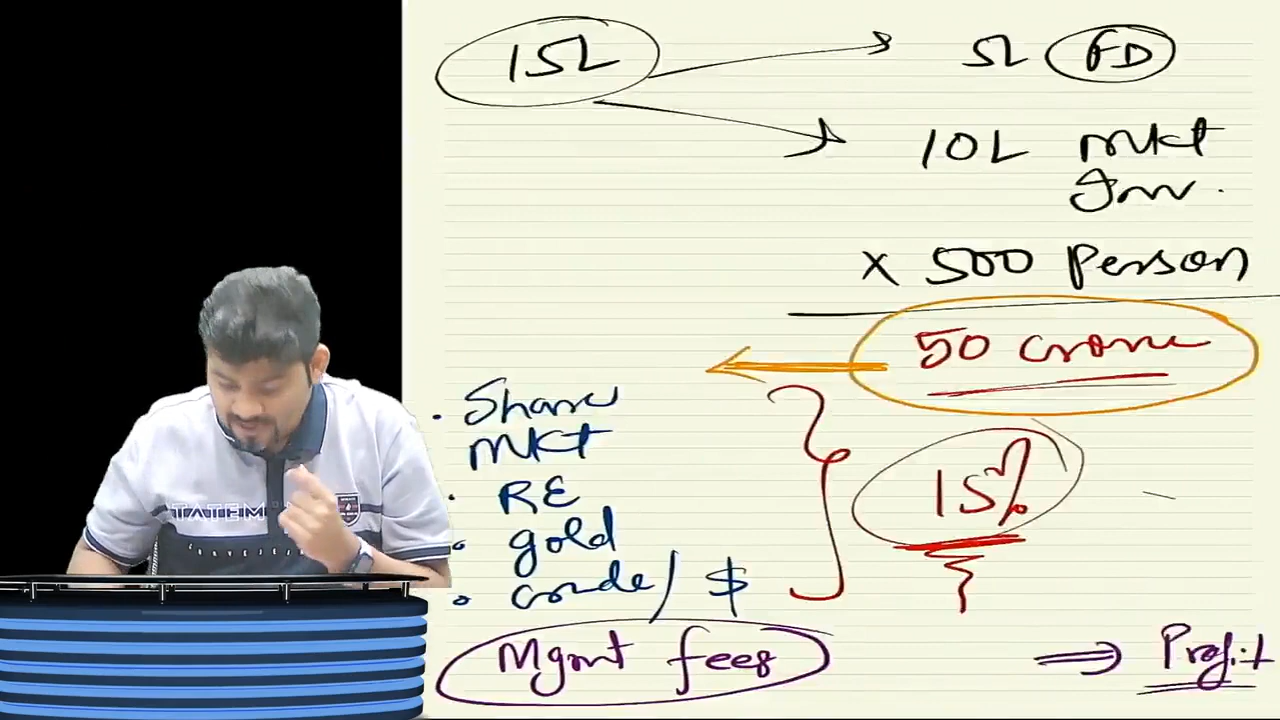 15L
5L FD
10L mkt
Inv.
x 500 person
50 crore
Share
mkt
15%
RE
gold
crude / $
Mgmt fees
⇒ Profit
TATEM